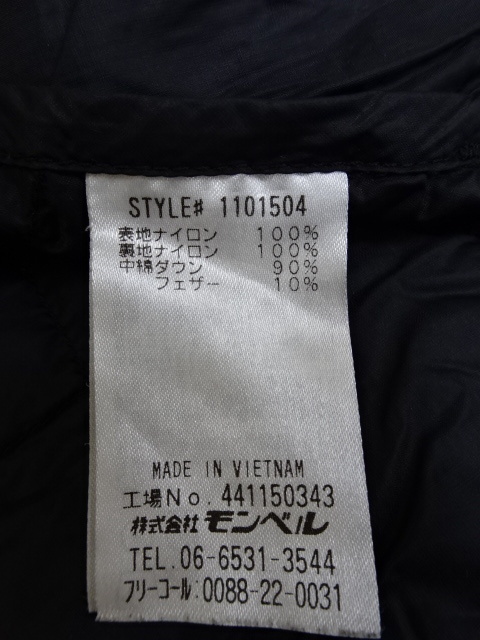 STYLE# 1101504
表地ナイロン 100%
裏地ナイロン 100%
中綿ダウン 90%
フェザー 10%
MADE IN VIETNAM
工場No. 441150343
株式会社 モンベル
TEL. 06-6531-3544
フリーコール:0088-22-0031